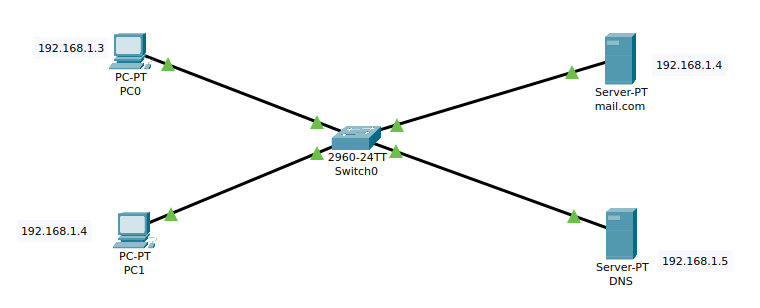 192.168.1.3
PC-PT
PC0
192.168.1.4
Server-PT
mail.com
2960-24TT
Switch0
192.168.1.4
PC-PT
PC1
192.168.1.5
Server-PT
DNS